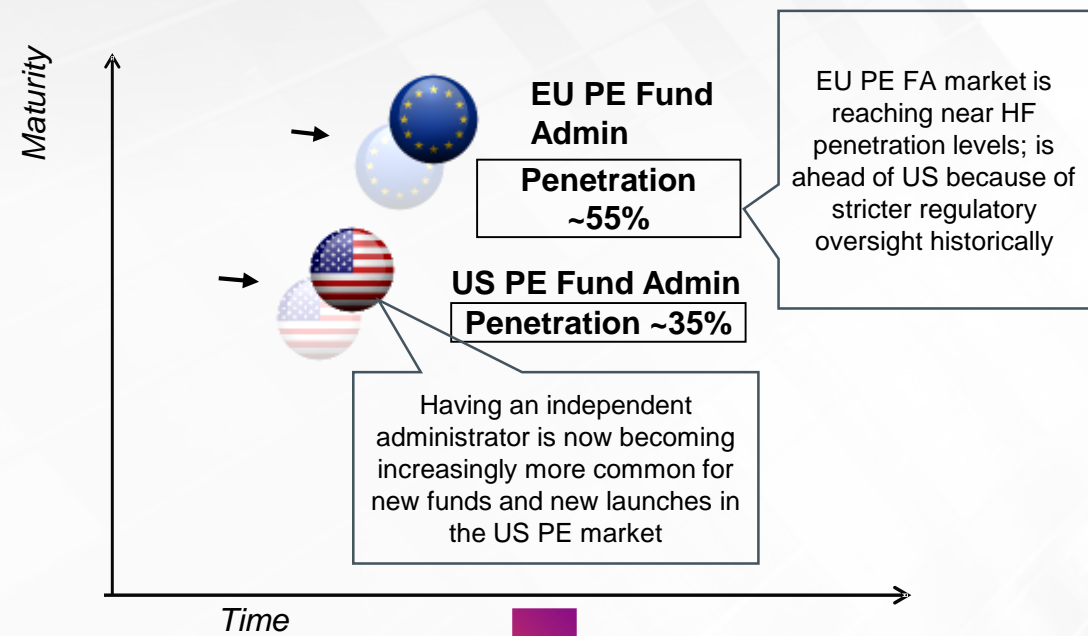 Maturity
EU PE Fund
Admin
Penetration
~55%
EU PE FA market is
reaching near HF
penetration levels; is
ahead of US because of
stricter regulatory
oversight historically
US PE Fund Admin
Penetration ~35%
Having an independent
administrator is now becoming
increasingly more common for
new funds and new launches in
the US PE market
Time